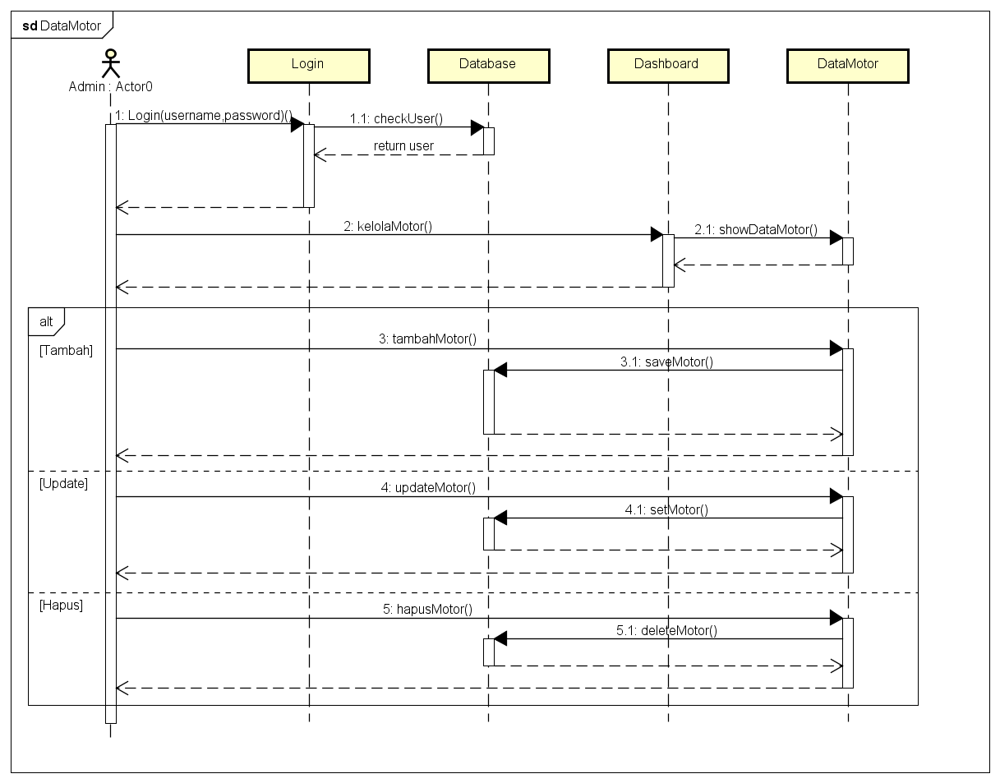 sd DataMotor
Admin : Actor0
Login
Database
Dashboard
DataMotor
1: Login(username,password)()
1.1: checkUser()
return user
2: kelolaMotor()
2.1: showDataMotor()
alt
[Tambah]
3: tambahMotor()
3.1: saveMotor()
[Update]
4: updateMotor()
4.1: setMotor()
[Hapus]
5: hapusMotor()
5.1: deleteMotor()